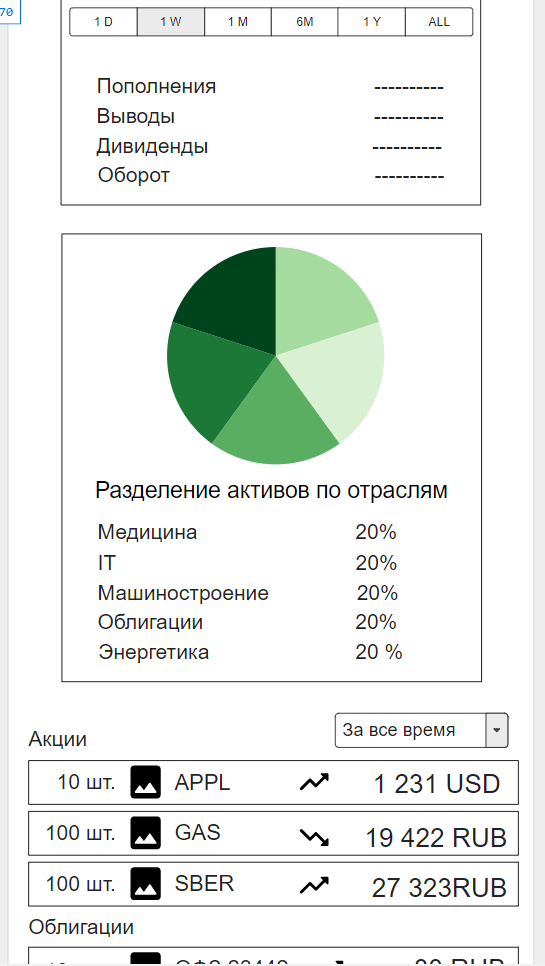 70
1 D 1 W 1 M 6M 1 Y ALL
Пополнения ----------
Выводы ----------
Дивиденды ----------
Оборот ----------
Разделение активов по отраслям
Медицина 20%
IT 20%
Машиностроение 20%
Облигации 20%
Энергетика 20 %
За все время
Акции
10 шт. APPL 1 231 USD
100 шт. GAS 19 422 RUB
100 шт. SBER 27 323RUB
Облигации